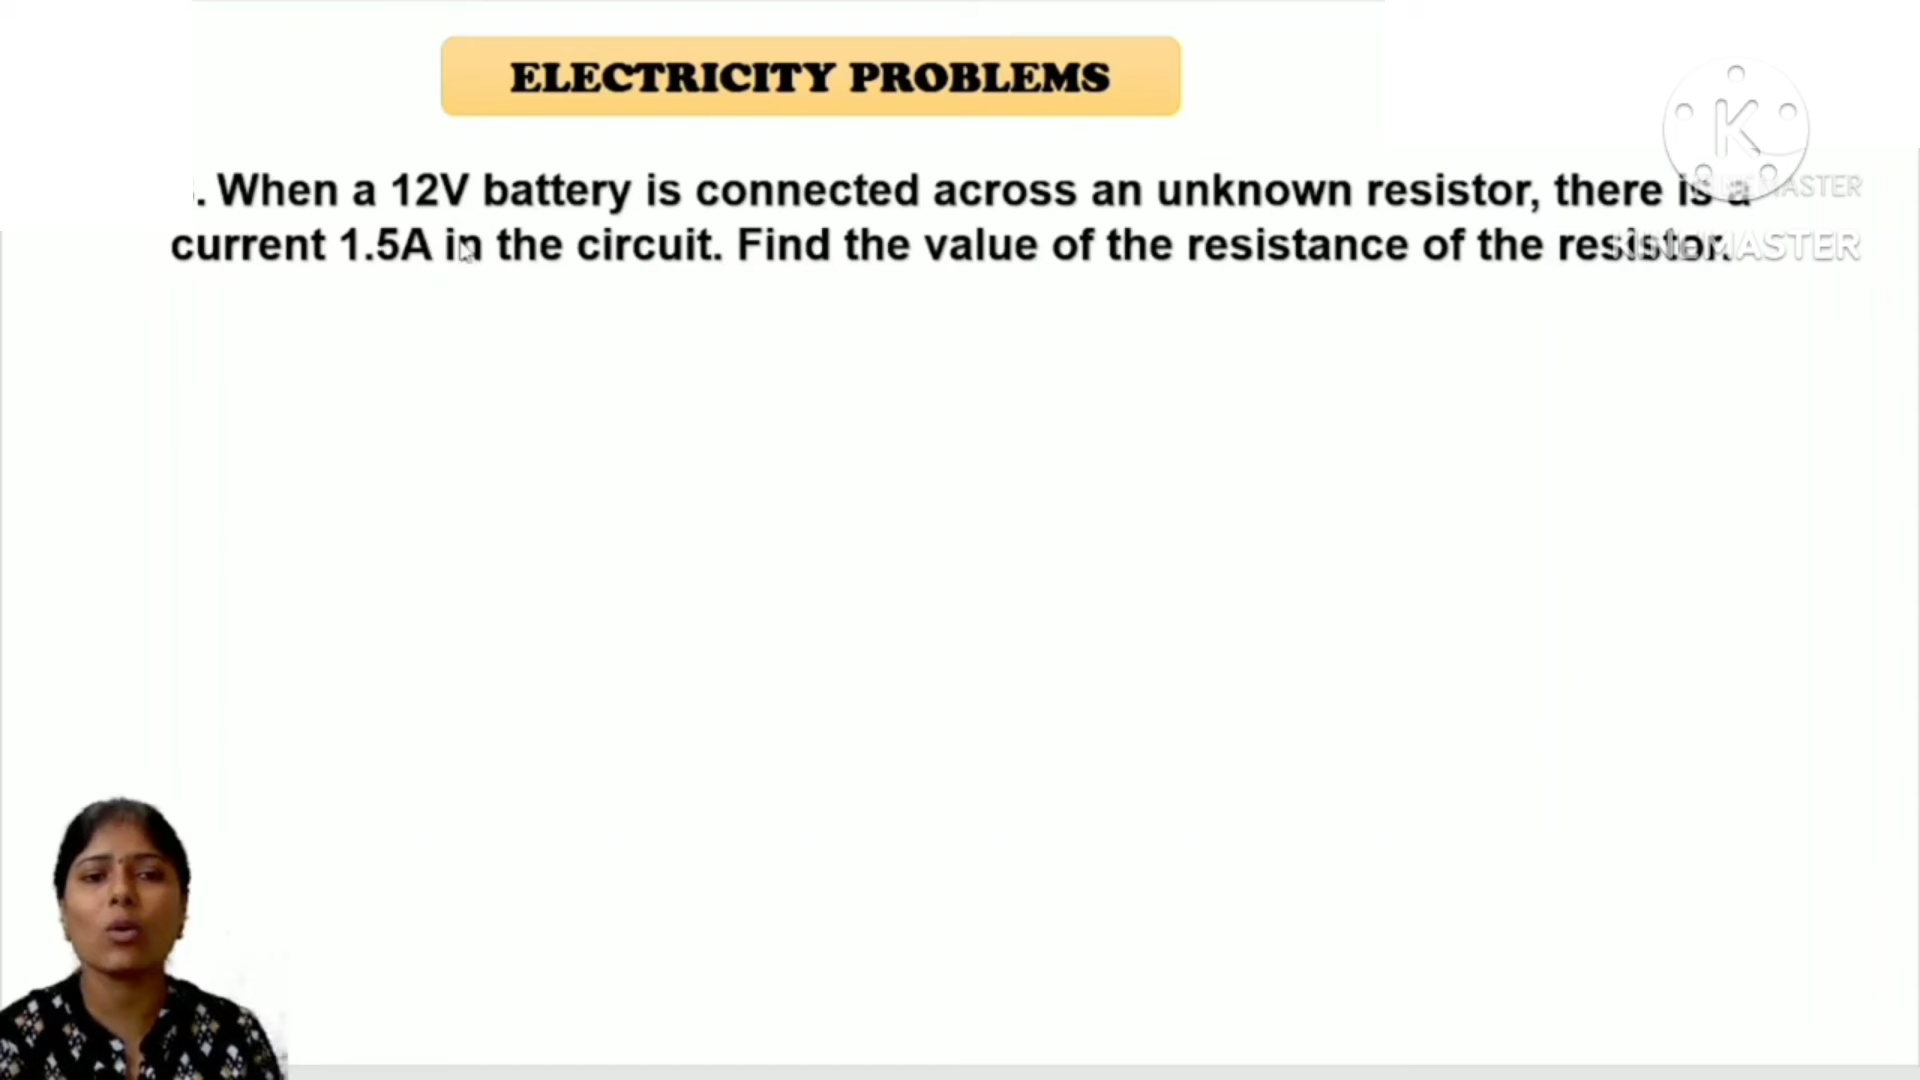 ELECTRICITY PROBLEMS
. When a 12V battery is connected across an unknown resistor, there is a
current 1.5A in the circuit. Find the value of the resistance of the resistor.
K
KINEMASTER